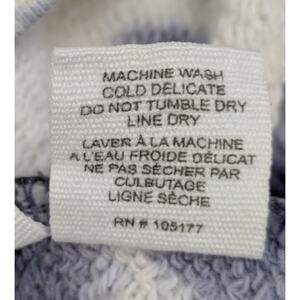 MACHINE WASH
COLD DELICATE
DO NOT TUMBLE DRY
LINE DRY
LAVER À LA MACHINE
A L'EAU FROIDE DÉLICAT
NE PAS SÉCHER PAR
CULBUTAGE
LIGNE SÈCHE
RN # 105177